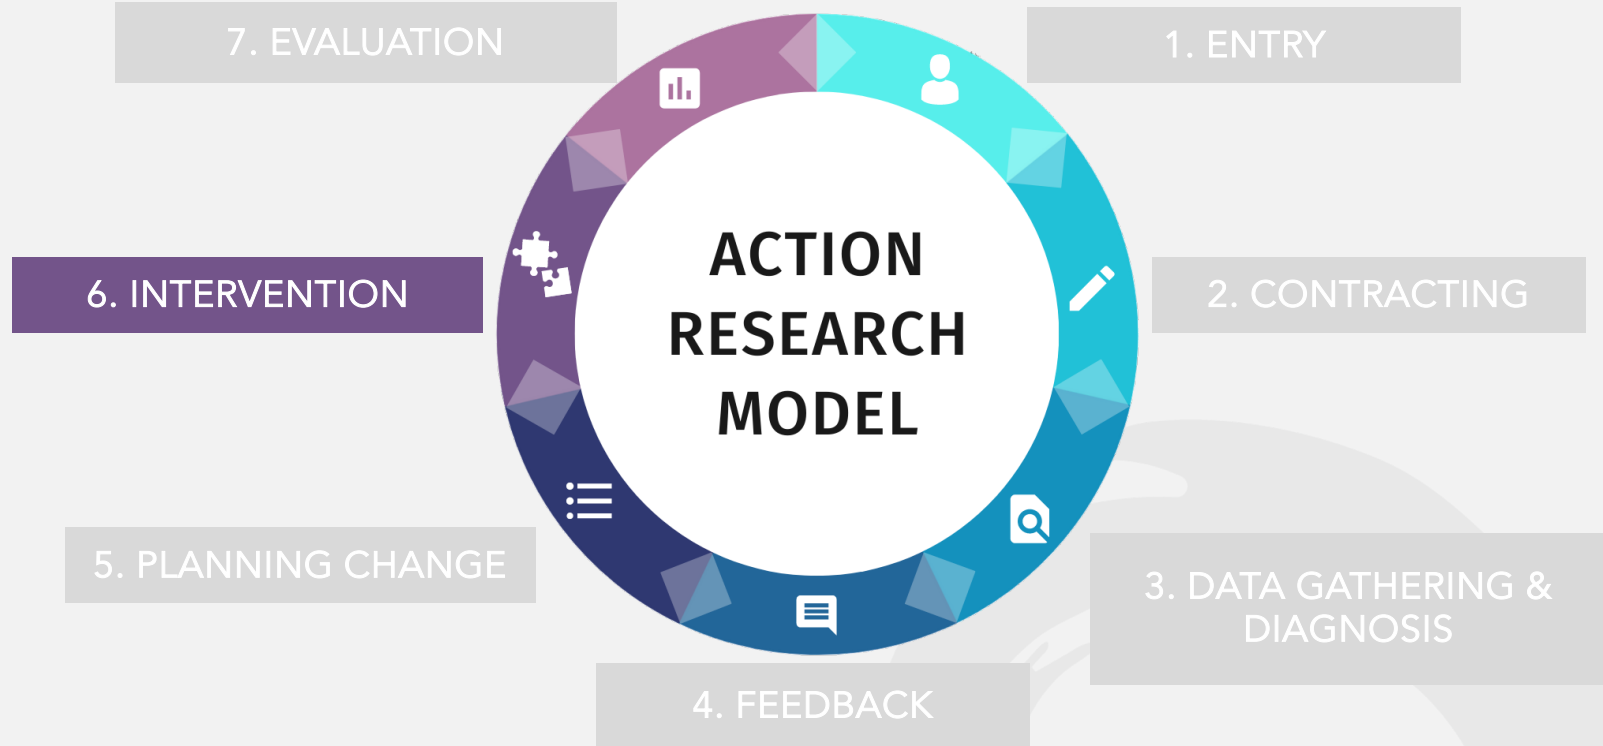 7. EVALUATION
1. ENTRY
ACTION
RESEARCH
MODEL
6. INTERVENTION
2. CONTRACTING
5. PLANNING CHANGE
3. DATA GATHERING &
DIAGNOSIS
4. FEEDBACK